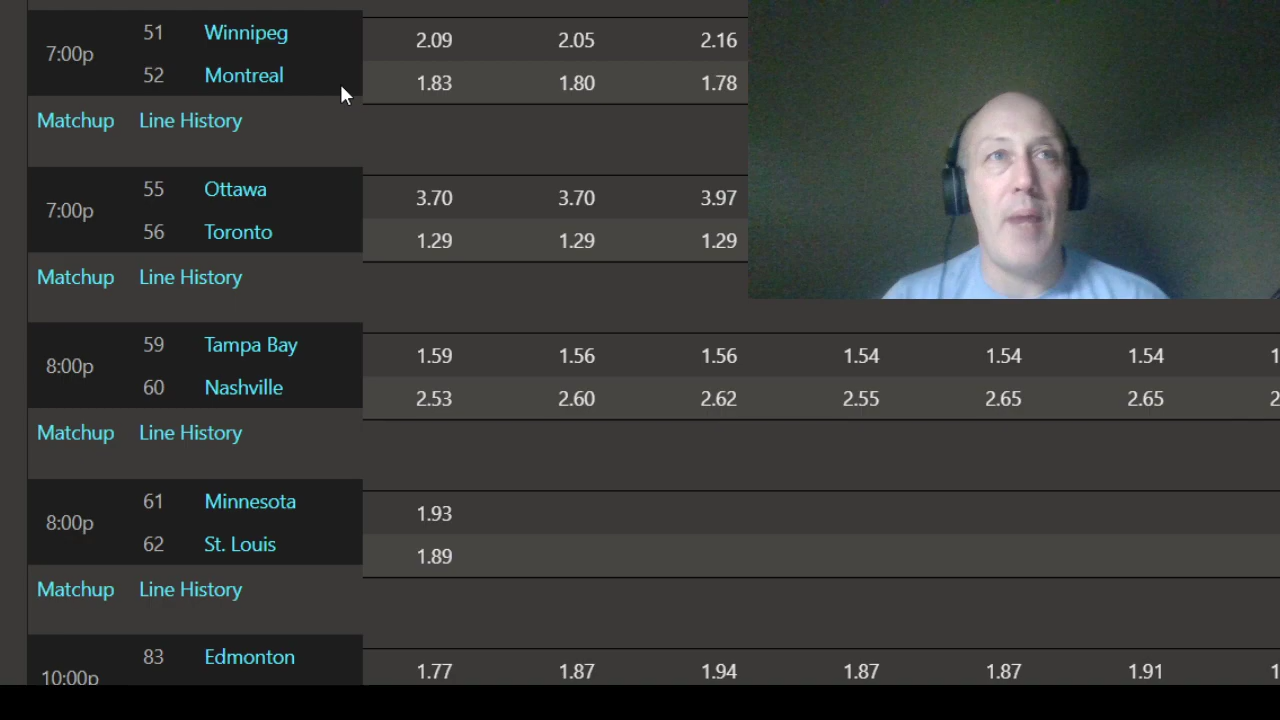 7:00p 51 Winnipeg 2.09 2.05 2.16
52 Montreal 1.83 1.80 1.78
Matchup Line History
7:00p 55 Ottawa 3.70 3.70 3.97
56 Toronto 1.29 1.29 1.29
Matchup Line History
8:00p 59 Tampa Bay 1.59 1.56 1.56 1.54 1.54 1.54
60 Nashville 2.53 2.60 2.62 2.55 2.65 2.65
Matchup Line History
8:00p 61 Minnesota 1.93
62 St. Louis 1.89
Matchup Line History
10:00p 83 Edmonton 1.77 1.87 1.94 1.87 1.87 1.91